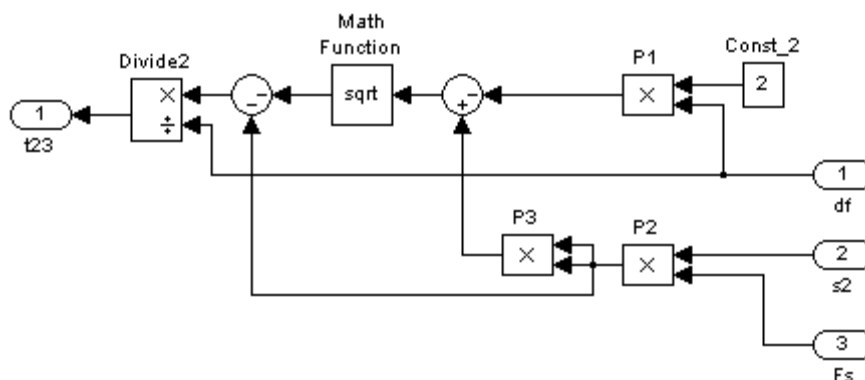 Math
Function
Divide2
sqrt
P1
Const_2
2
1
t23
×
÷
−
−
+
−
×
1
df
P3
×
P2
×
2
s2
3
Fs